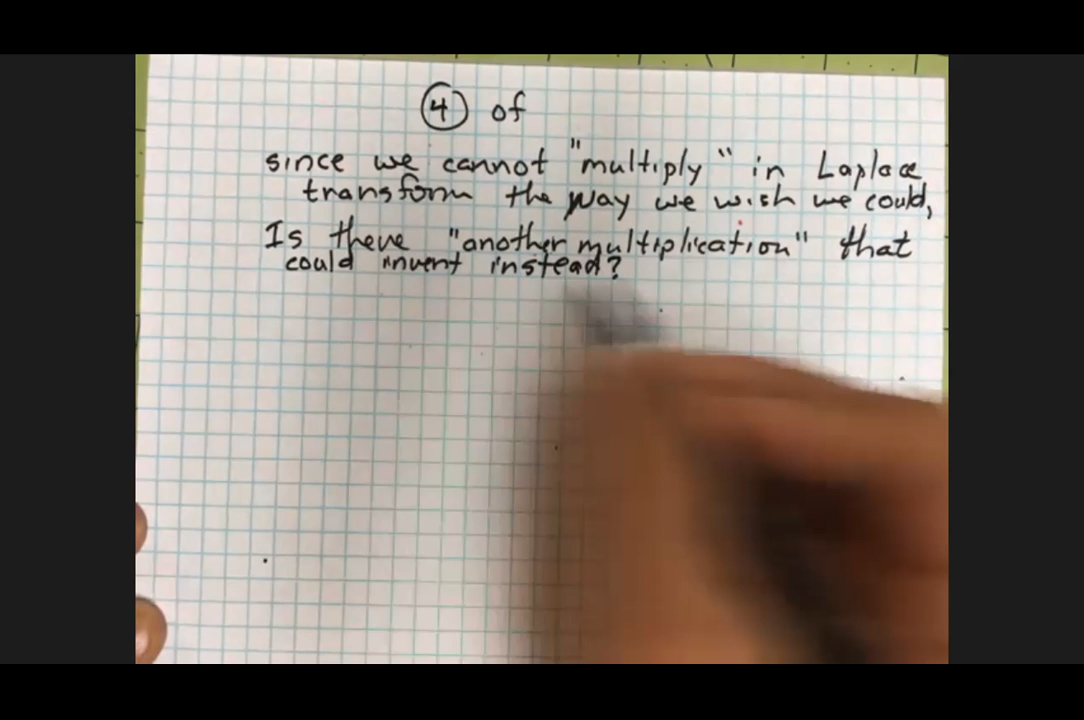 ④ of
since we cannot "multiply" in Laplace
transform the way we wish we could,
Is there "another multiplication" that
could invent instead?